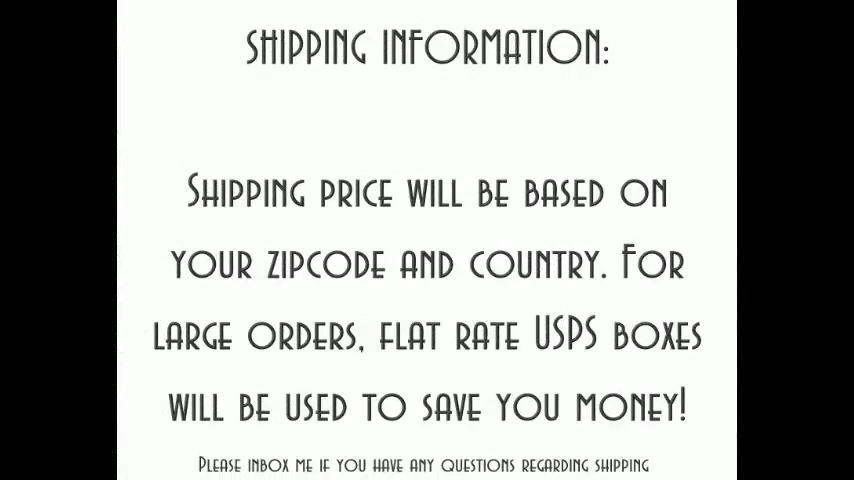 SHIPPING INFORMATION:
SHIPPING PRICE WILL BE BASED ON
YOUR ZIPCODE AND COUNTRY. FOR
LARGE ORDERS, FLAT RATE USPS BOXES
WILL BE USED TO SAVE YOU MONEY!
PLEASE INBOX ME IF YOU HAVE ANY QUESTIONS REGARDING SHIPPING